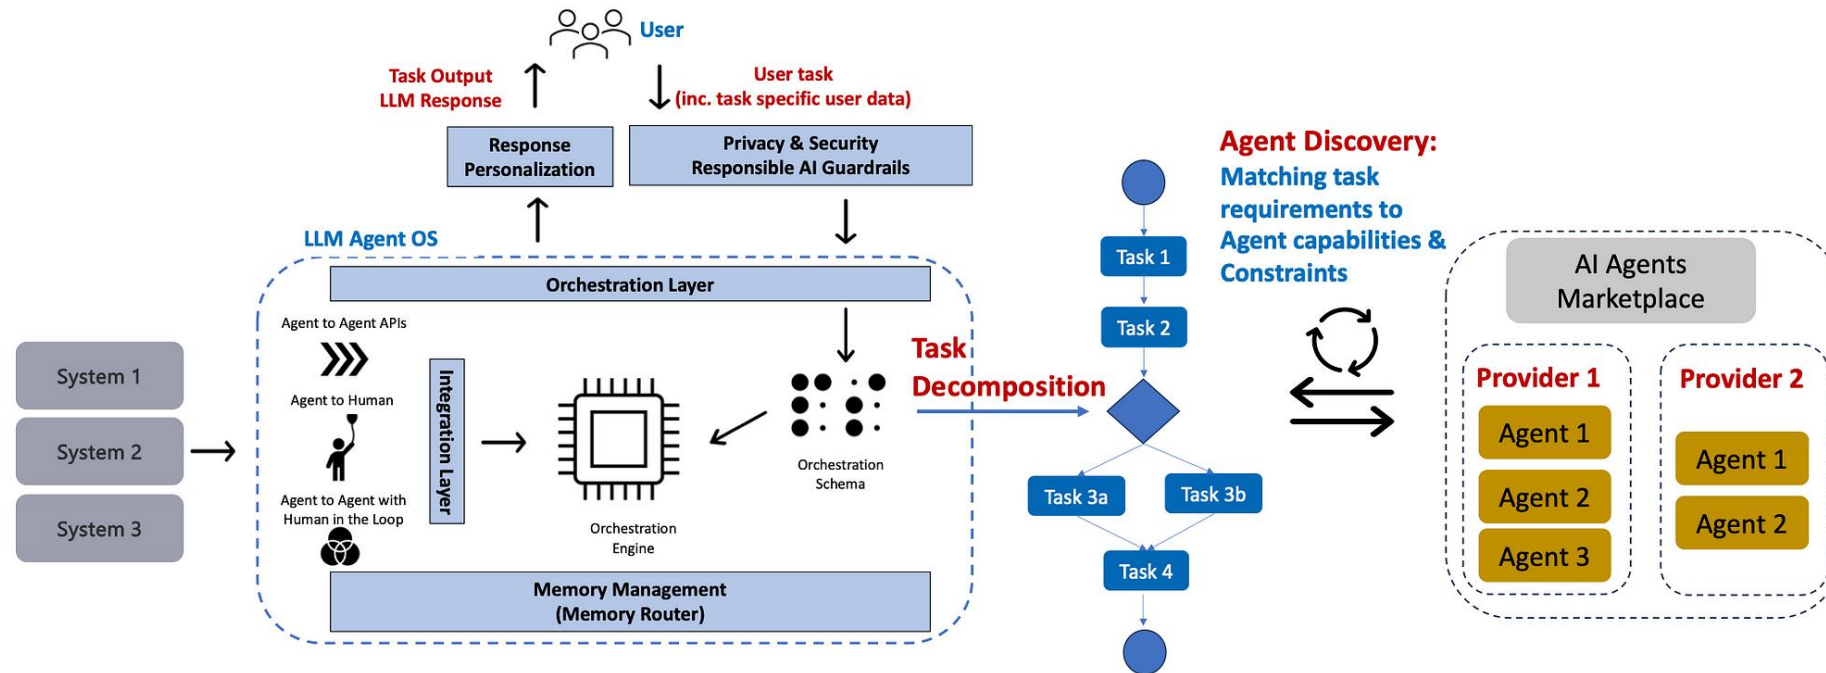 User
Task Output
LLM Response
User task
(inc. task specific user data)
Response
Personalization
Privacy & Security
Responsible AI Guardrails
LLM Agent OS
Orchestration Layer
System 1
System 2
System 3
Agent to Agent APIs
Agent to Human
Agent to Agent with
Human in the Loop
Integration Layer
Orchestration
Engine
Orchestration
Schema
Memory Management
(Memory Router)
Task
Decomposition
Task 1
Task 2
Task 3a
Task 3b
Task 4
Agent Discovery:
Matching task
requirements to
Agent capabilities &
Constraints
AI Agents
Marketplace
Provider 1
Agent 1
Agent 2
Agent 3
Provider 2
Agent 1
Agent 2